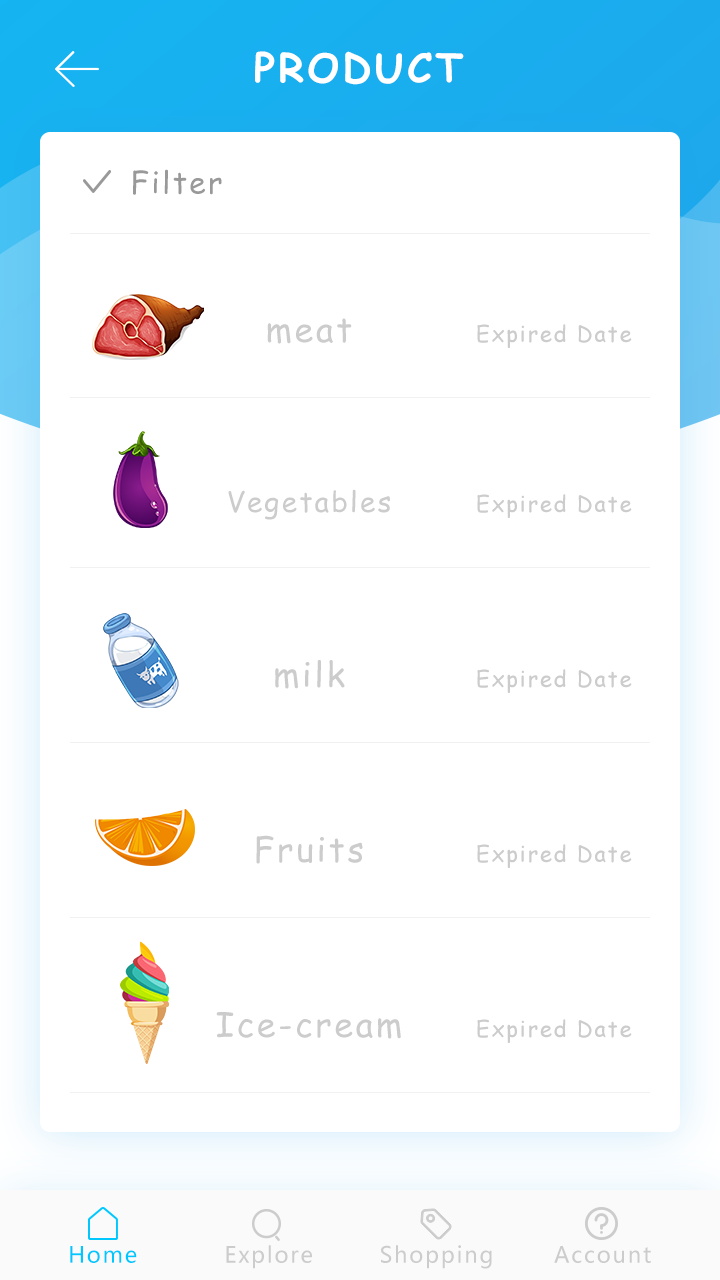 PRODUCT
Filter
meat Expired Date
Vegetables Expired Date
milk Expired Date
Fruits Expired Date
Ice-cream Expired Date
Home Explore Shopping Account